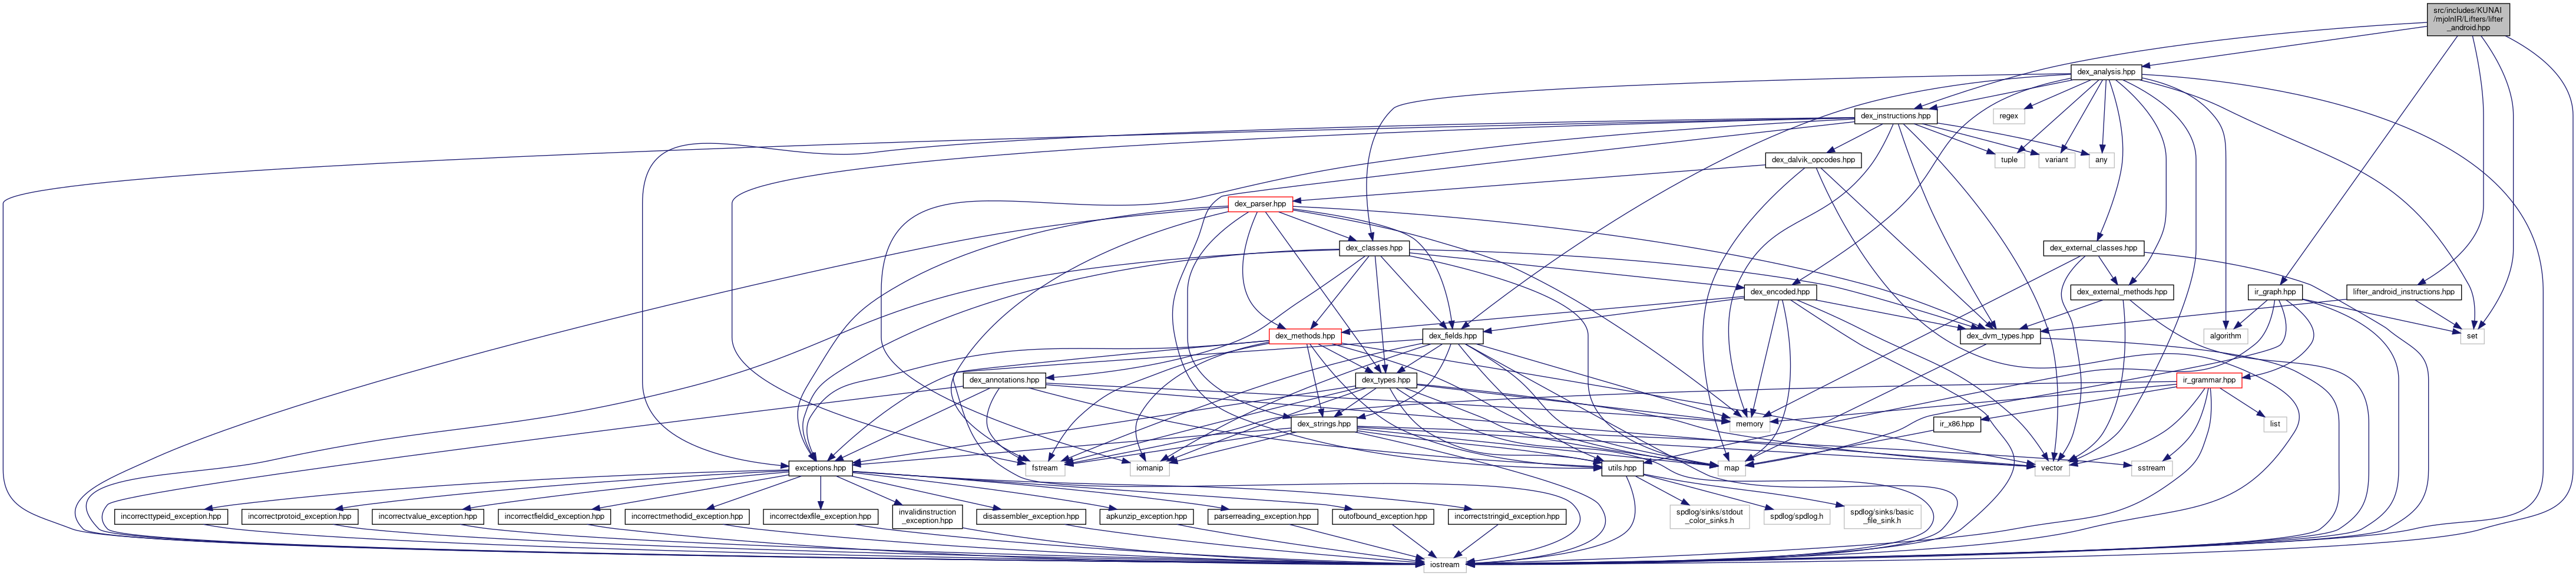 src/includes/KUNAI
/mjolnIR/Lifters/lifter
_android.hpp
dex_analysis.hpp
dex_instructions.hpp
regex
dex_dalvik_opcodes.hpp
tuple
variant
any
dex_parser.hpp
dex_classes.hpp
dex_external_classes.hpp
dex_encoded.hpp
dex_external_methods.hpp
ir_graph.hpp
lifter_android_instructions.hpp
dex_methods.hpp
dex_fields.hpp
dex_dvm_types.hpp
algorithm
set
dex_annotations.hpp
dex_types.hpp
ir_grammar.hpp
dex_strings.hpp
memory
ir_x86.hpp
list
exceptions.hpp
fstream
iomanip
utils.hpp
map
vector
sstream
incorrecttypeid_exception.hpp
incorrectprotoid_exception.hpp
incorrectvalue_exception.hpp
incorrectfieldid_exception.hpp
incorrectmethodid_exception.hpp
incorrectdexfile_exception.hpp
invalidinstruction
_exception.hpp
disassembler_exception.hpp
apkunzip_exception.hpp
parserreading_exception.hpp
outofbound_exception.hpp
incorrectstringid_exception.hpp
spdlog/sinks/stdout
_color_sinks.h
spdlog/spdlog.h
spdlog/sinks/basic
_file_sink.h
iostream